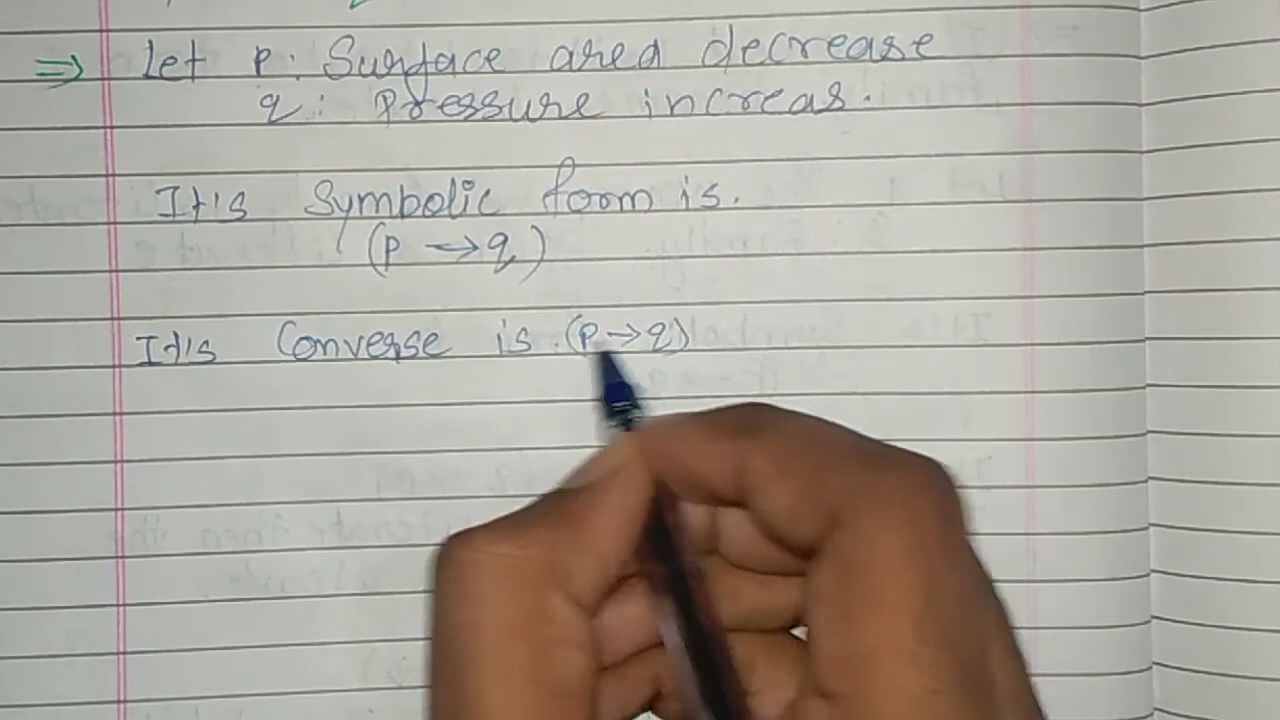 ⇒ Let p: Surface area decrease
q: Pressure increas.
It's Symbolic form is.
(p → q)
It's Converse is. (p → q)